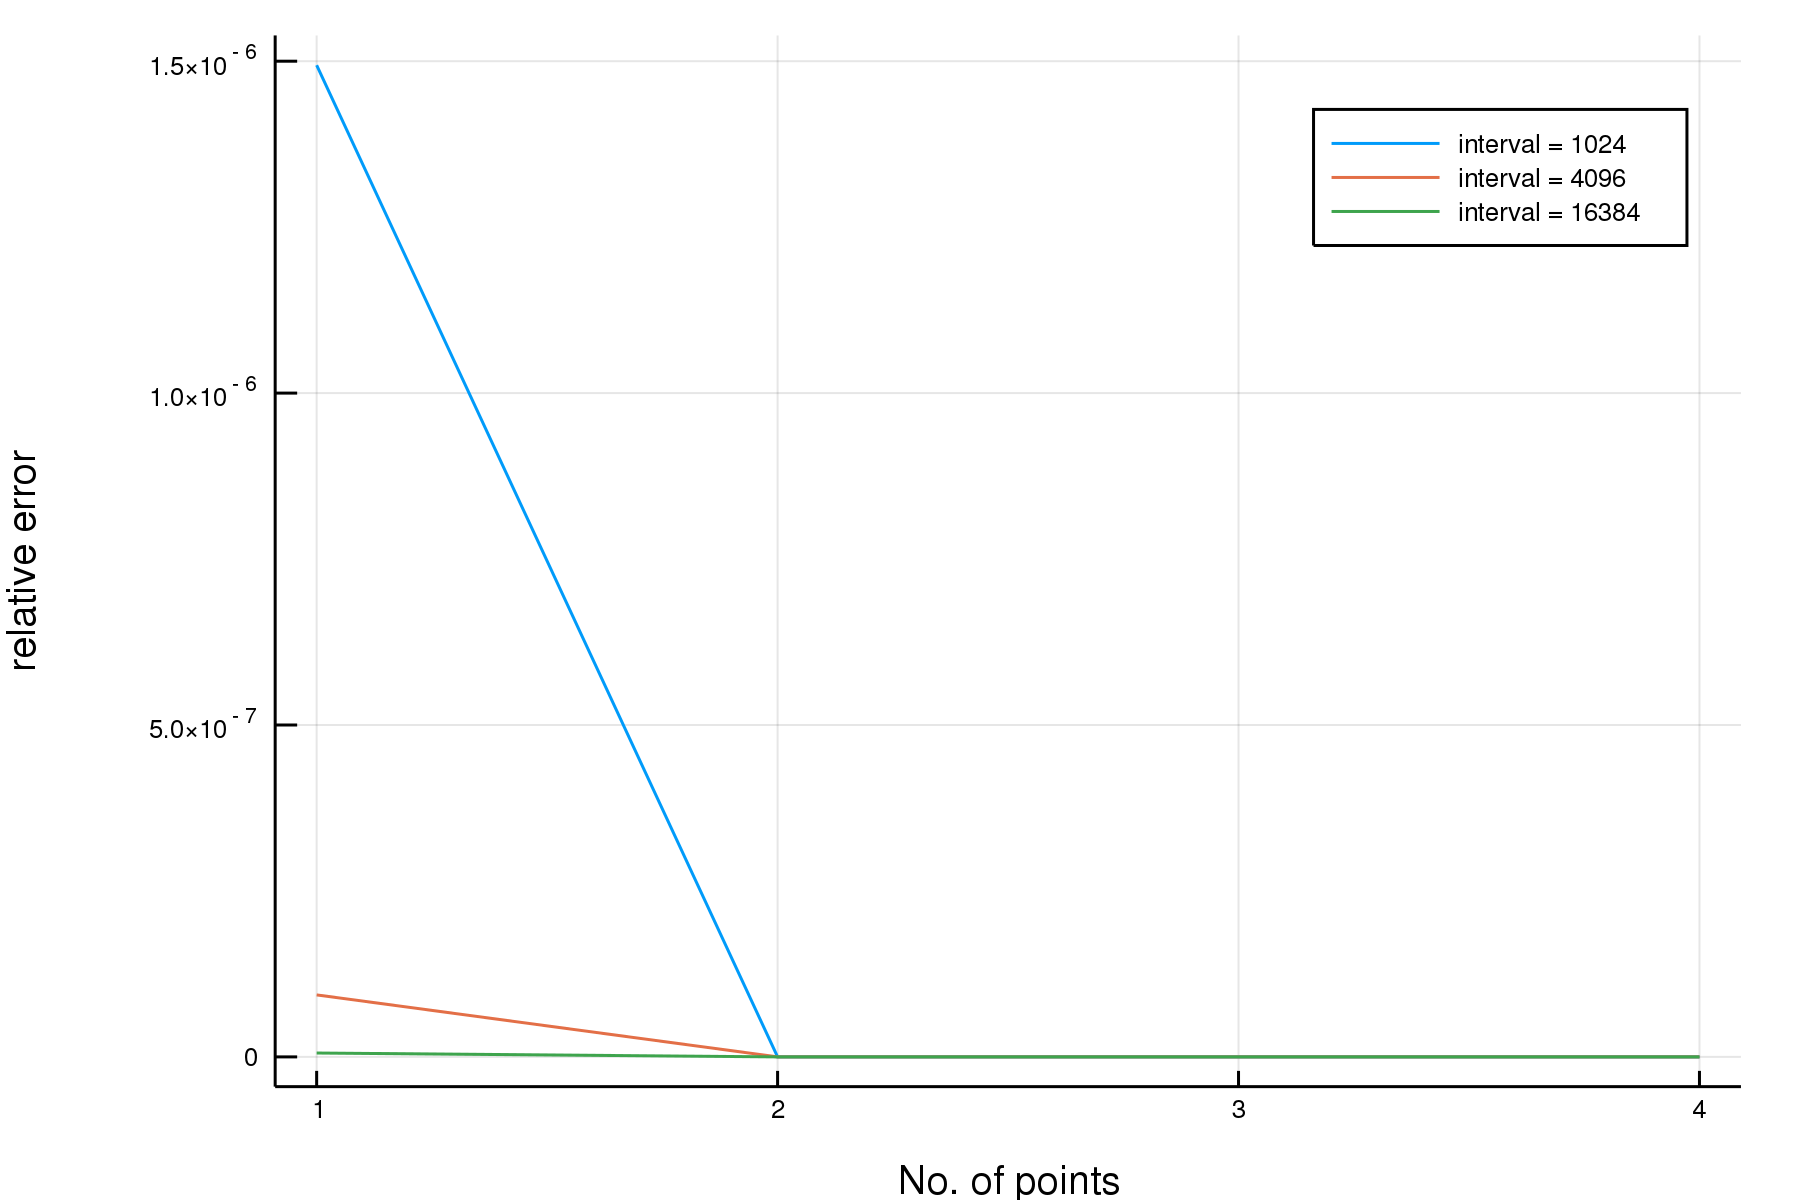 1.5×10⁻⁶
1.0×10⁻⁶
5.0×10⁻⁷
0
relative error
interval = 1024
interval = 4096
interval = 16384
1 2 3 4
No. of points